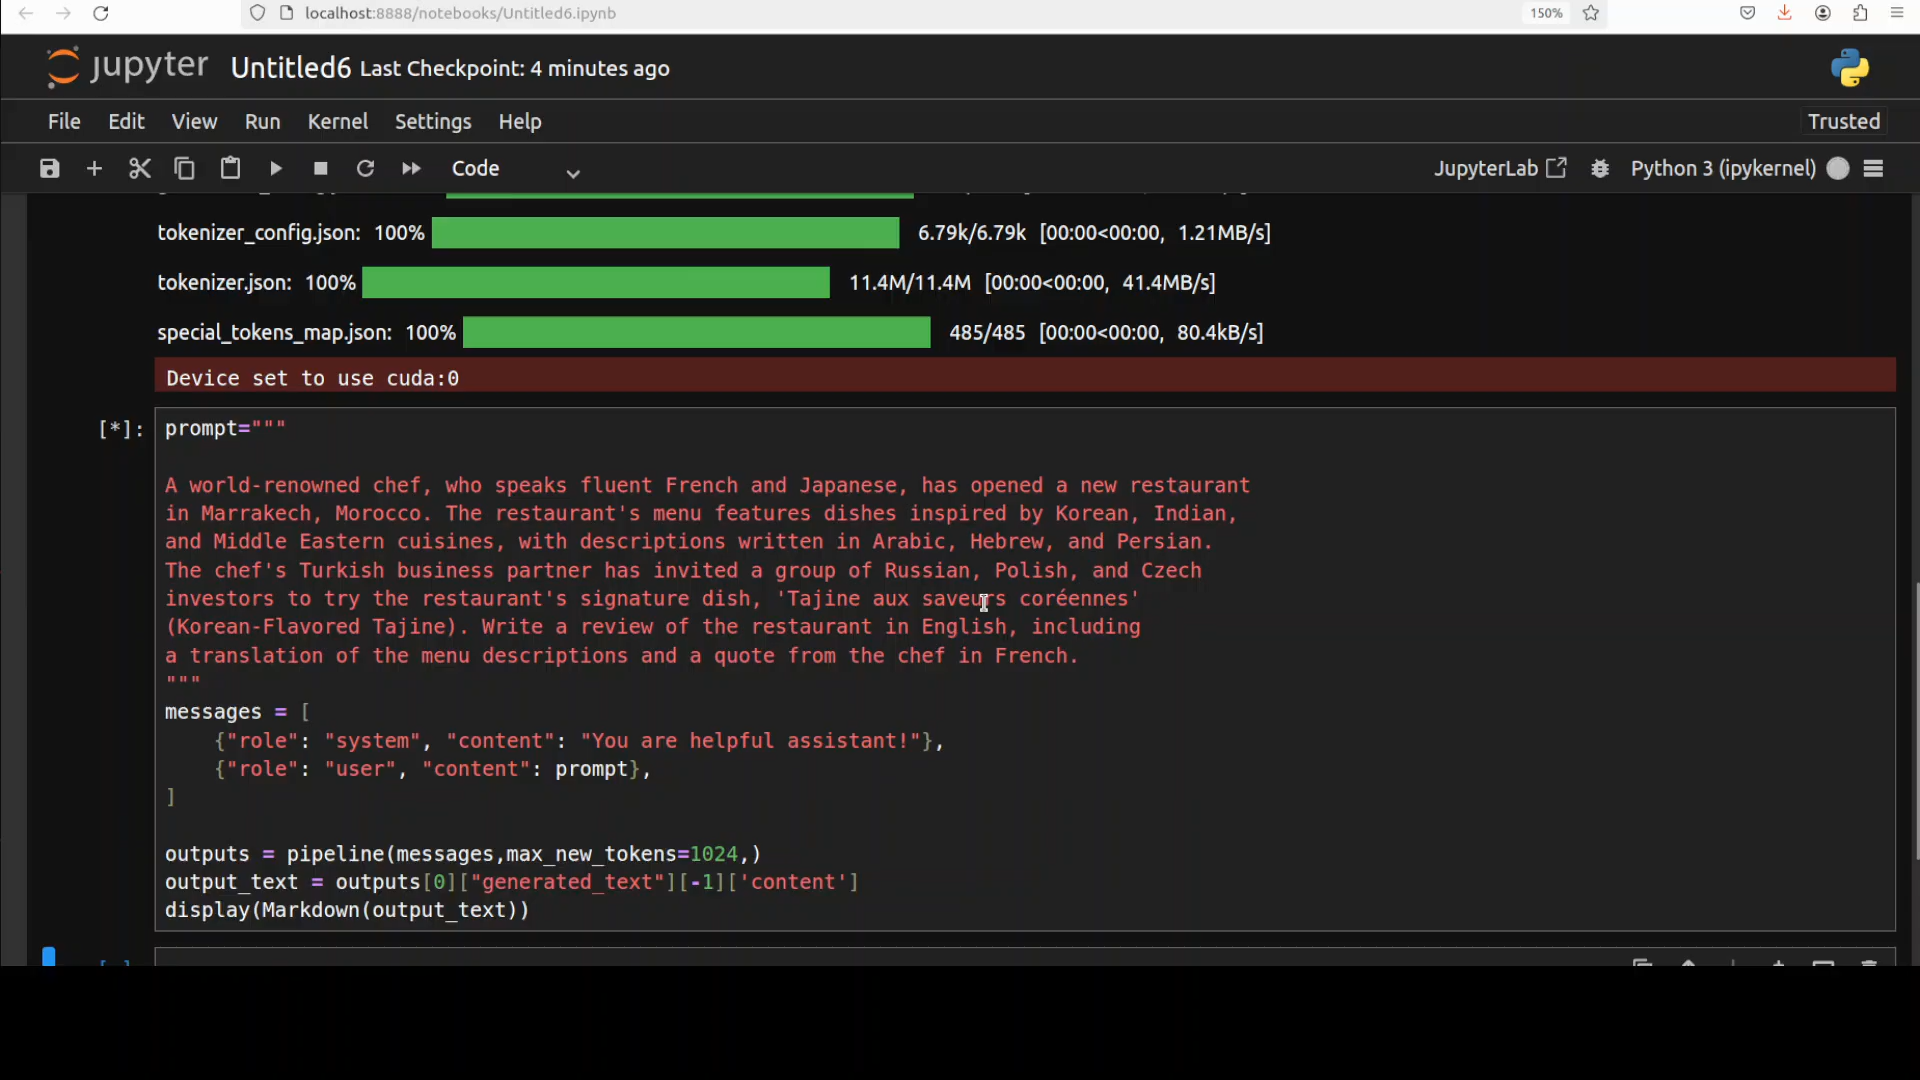 localhost:8888/notebooks/Untitled6.ipynb
150%
jupyter Untitled6 Last Checkpoint: 4 minutes ago
File Edit View Run Kernel Settings Help
Trusted
Code
JupyterLab
Python 3 (ipykernel)
tokenizer_config.json: 100% 6.79k/6.79k [00:00<00:00, 1.21MB/s]
tokenizer.json: 100% 11.4M/11.4M [00:00<00:00, 41.4MB/s]
special_tokens_map.json: 100% 485/485 [00:00<00:00, 80.4kB/s]
Device set to use cuda:0
[*]: prompt="""
A world-renowned chef, who speaks fluent French and Japanese, has opened a new restaurant
in Marrakech, Morocco. The restaurant's menu features dishes inspired by Korean, Indian,
and Middle Eastern cuisines, with descriptions written in Arabic, Hebrew, and Persian.
The chef's Turkish business partner has invited a group of Russian, Polish, and Czech
investors to try the restaurant's signature dish, 'Tajine aux saveurs coréennes'
(Korean-Flavored Tajine). Write a review of the restaurant in English, including
a translation of the menu descriptions and a quote from the chef in French.
"""
messages = [
    {"role": "system", "content": "You are helpful assistant!"},
    {"role": "user", "content": prompt},
]
outputs = pipeline(messages,max_new_tokens=1024,)
output_text = outputs[0]["generated_text"][-1]['content']
display(Markdown(output_text))